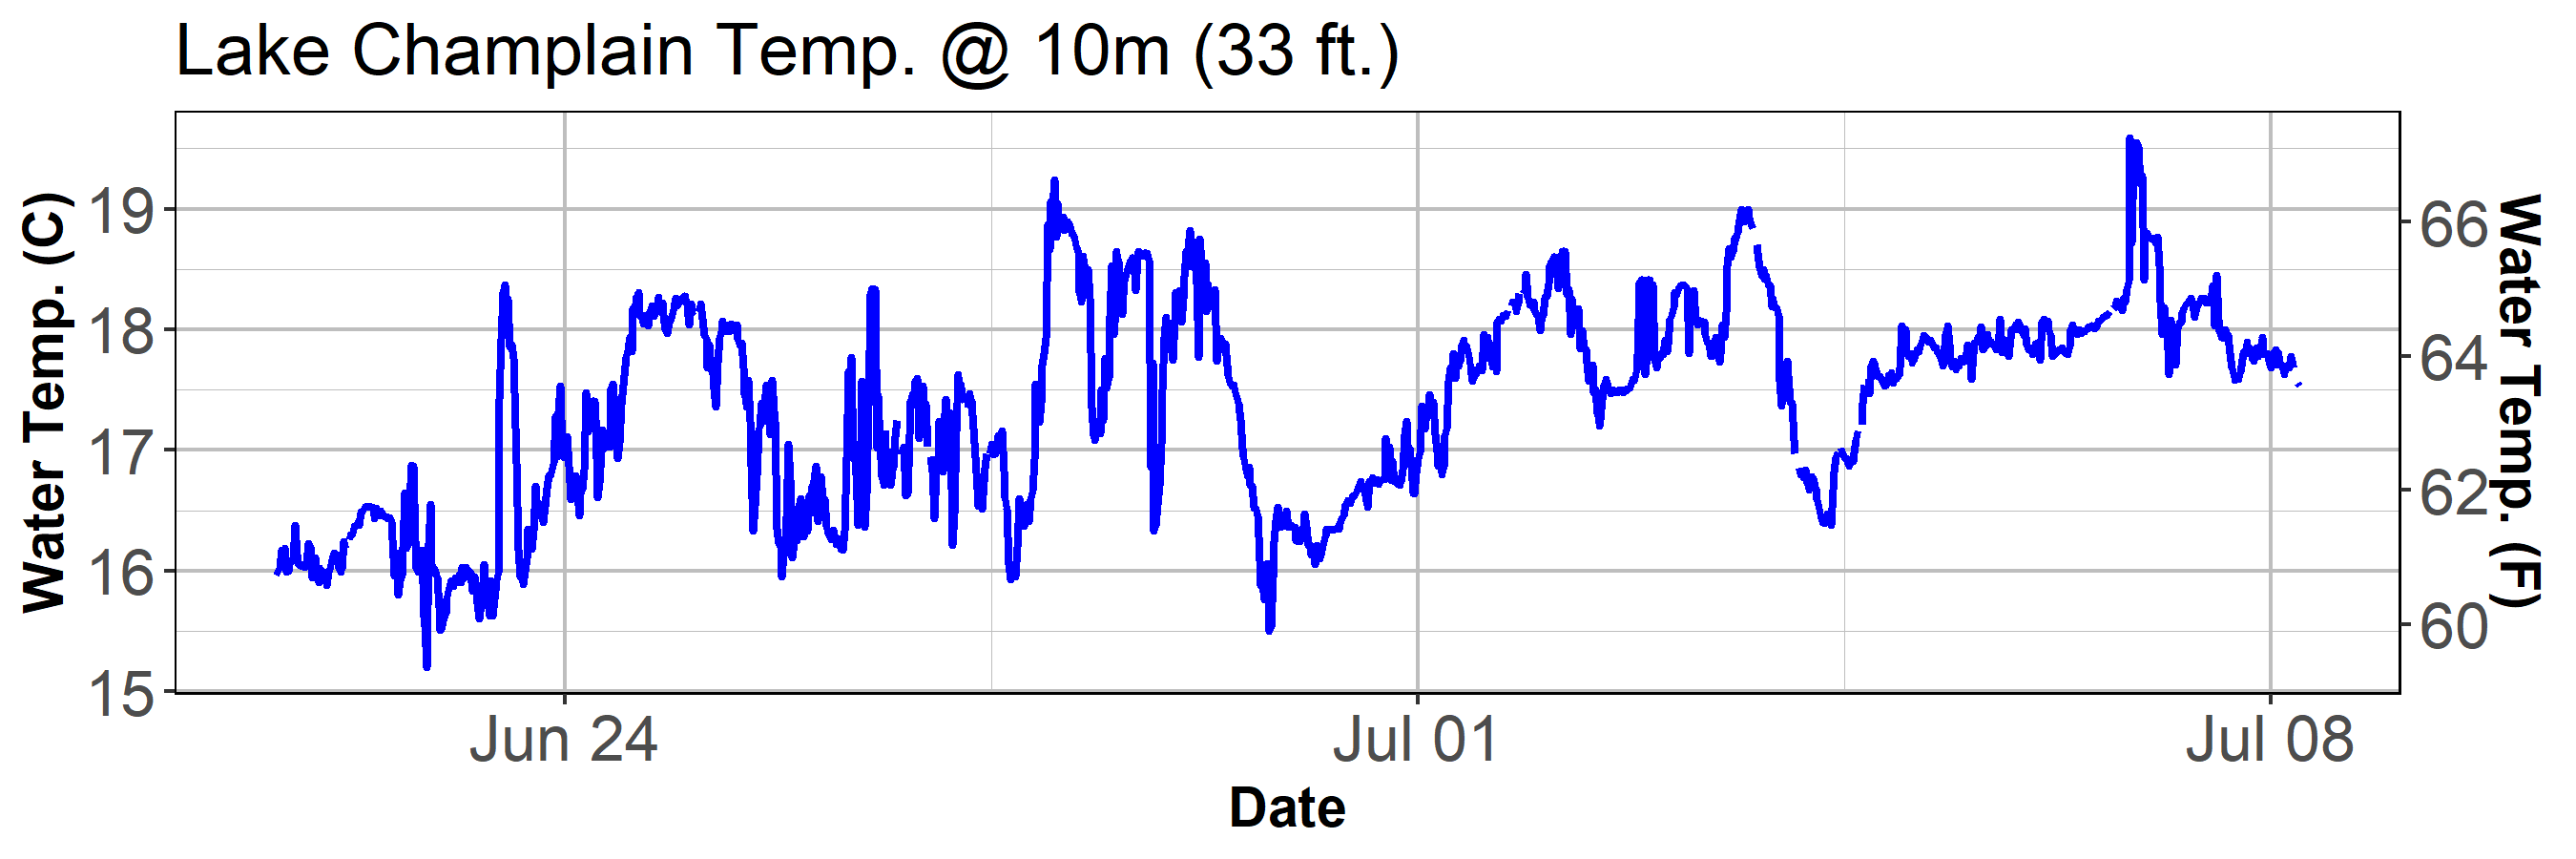 Lake Champlain Temp. @ 10m (33 ft.)
Water Temp. (C)
19
18
17
16
15
66
64
62
60
Water Temp. (F)
Jun 24
Jul 01
Jul 08
Date